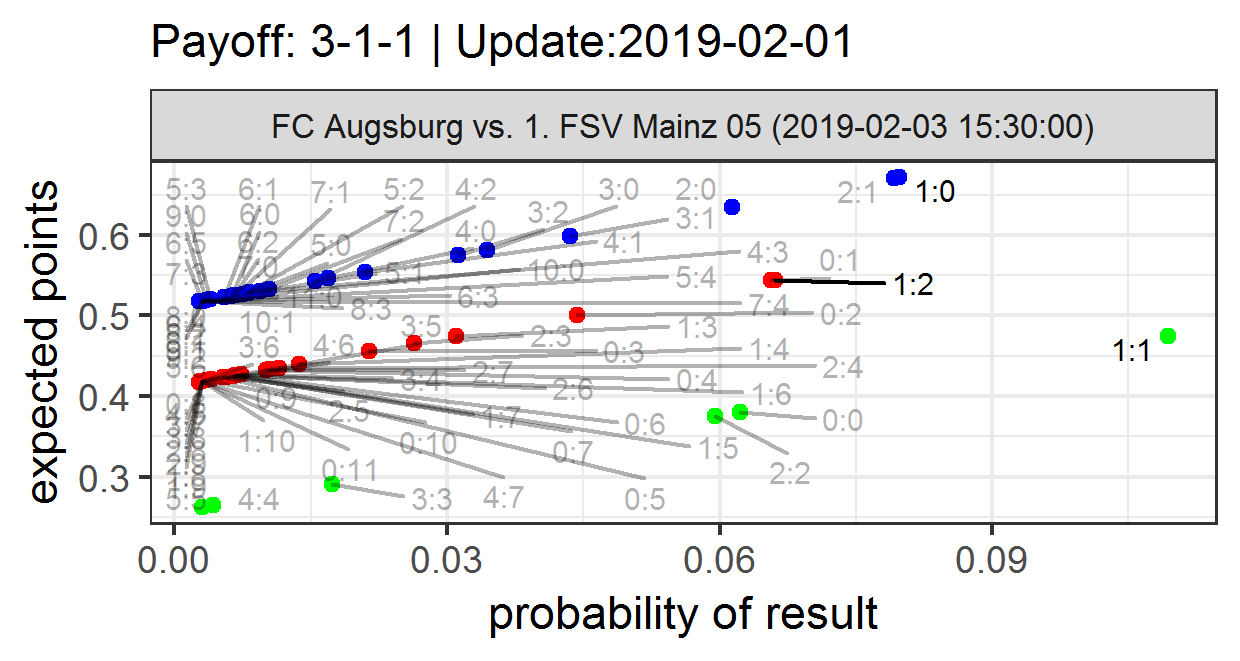 Payoff: 3-1-1 | Update:2019-02-01
FC Augsburg vs. 1. FSV Mainz 05 (2019-02-03 15:30:00)
expected points
0.6
0.5
0.4
0.3
5:3 6:1 7:1 5:2 4:2 3:0 2:0 2:1 1:0
9:0 6:0 7:2 4:0 3:2 3:1
6:5 6:2 5:0 4:1 4:3 0:1
7:0 5:1 10:0 5:4 1:2
11:0 6:3 7:4
10:1 8:3 3:5 2:3 1:3 0:2
3:6 4:6 0:3 1:4 1:1
3:4 2:7 2:6 0:4 2:4
0:9 2:5 1:7 0:6 1:6 0:0
1:10 0:10 0:7 1:5
0:11 2:2
4:4 3:3 4:7 0:5
0.00 0.03 0.06 0.09
probability of result